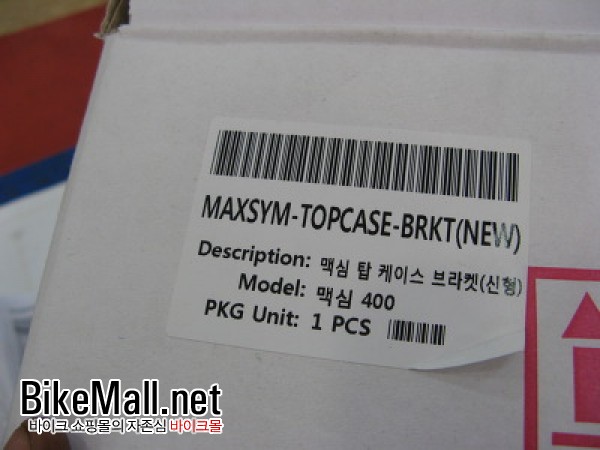 MAXSYM-TOPCASE-BRKT(NEW)
Description: 맥심 탑 케이스 브라켓(신형)
Model: 맥심 400
PKG Unit: 1 PCS
BikeMall.net
바이크 쇼핑몰의 자존심 바이크몰